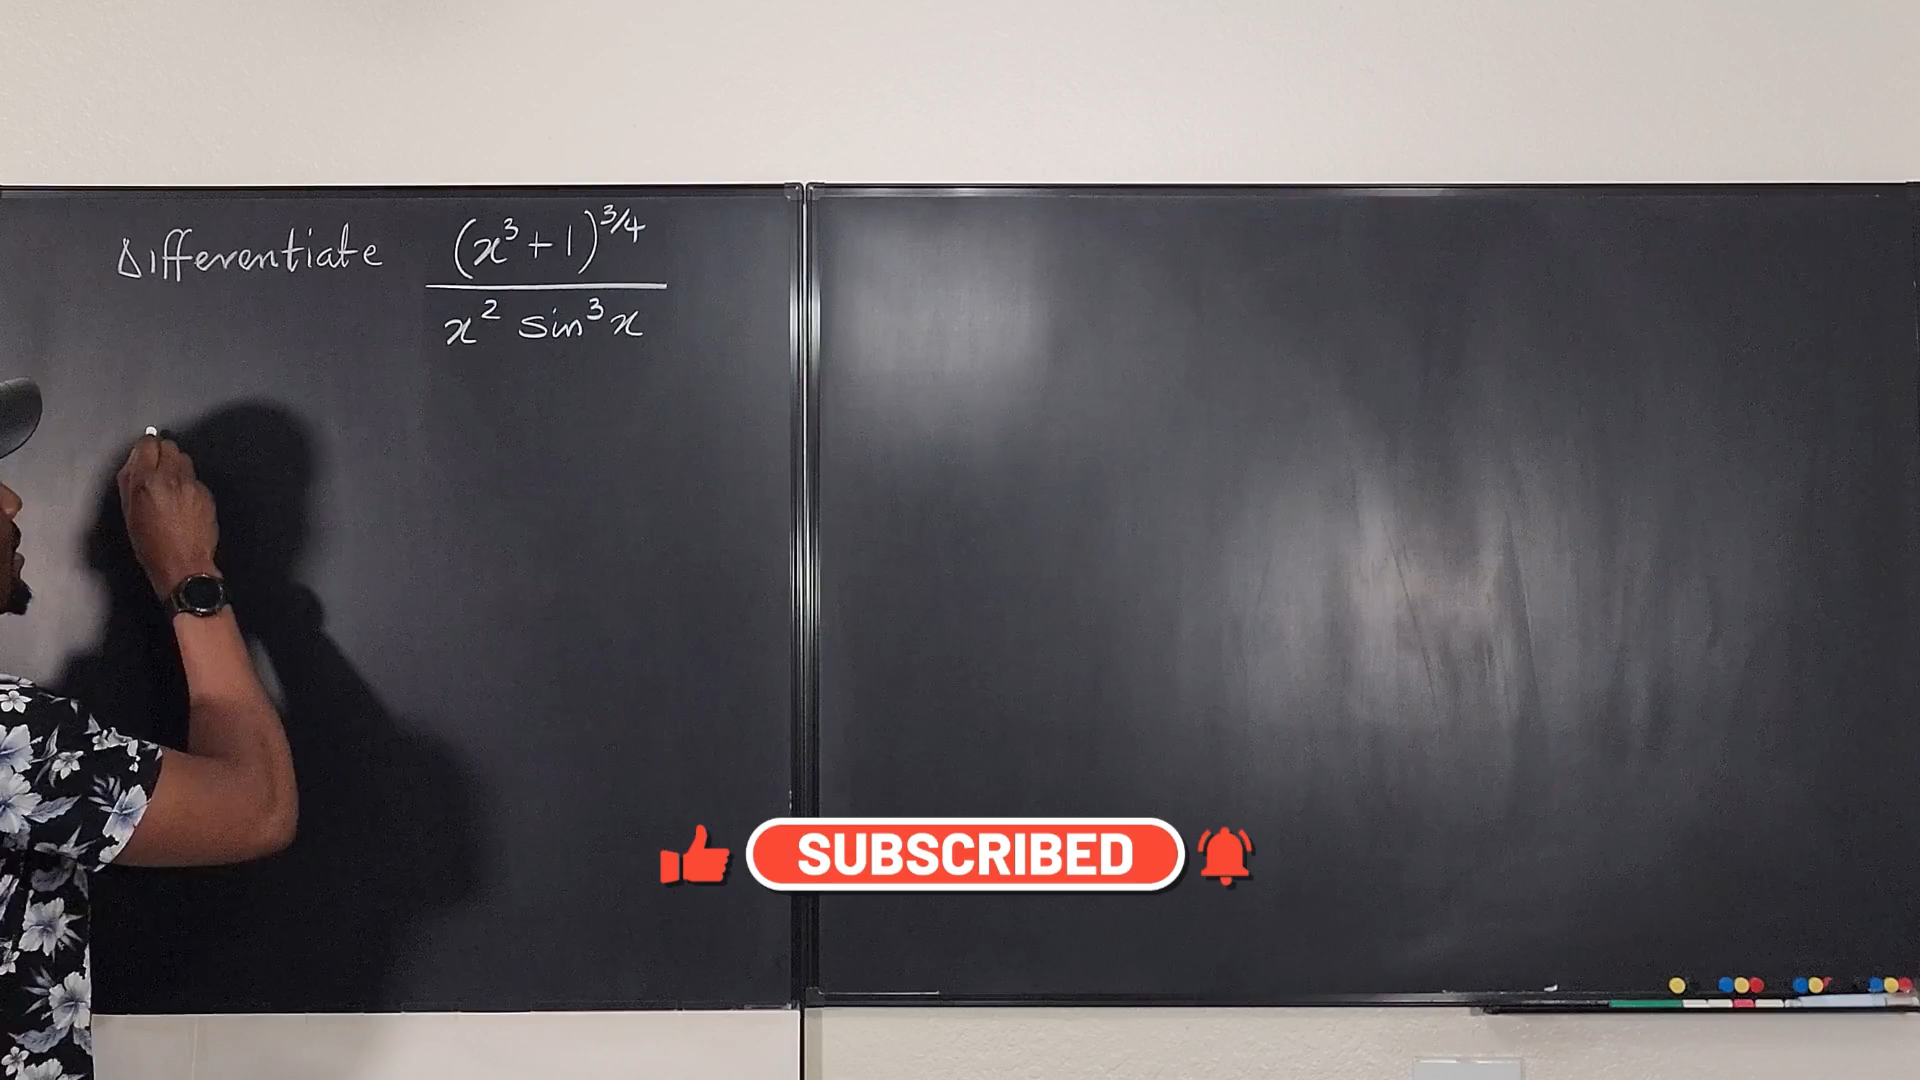 Differentiate (x³+1)^3/4
x² sin³x
SUBSCRIBED